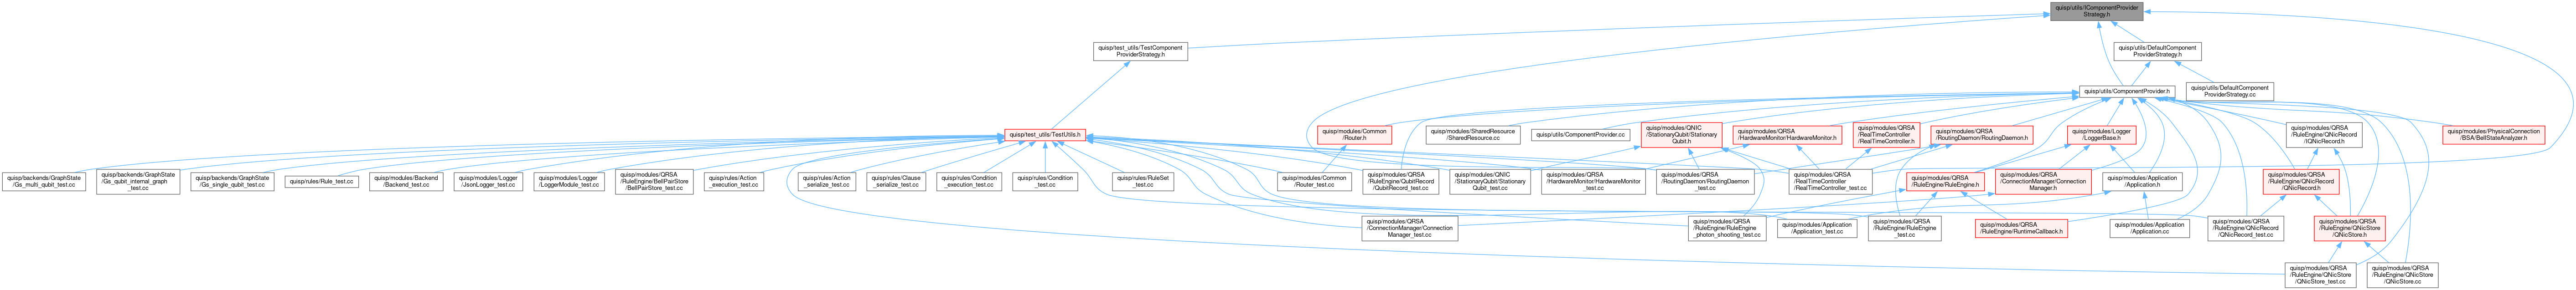 quisp/utils/IComponentProvider
Strategy.h
quisp/test_utils/TestComponent
ProviderStrategy.h
quisp/utils/DefaultComponent
ProviderStrategy.h
quisp/utils/ComponentProvider.h
quisp/utils/DefaultComponent
ProviderStrategy.cc
quisp/test_utils/TestUtils.h
quisp/modules/Common
/Router.h
quisp/modules/SharedResource
/SharedResource.cc
quisp/utils/ComponentProvider.cc
quisp/modules/QNIC
/StationaryQubit/Stationary
Qubit.h
quisp/modules/QRSA
/HardwareMonitor/HardwareMonitor.h
quisp/modules/QRSA
/RealTimeController
/RealTimeController.h
quisp/modules/QRSA
/RoutingDaemon/RoutingDaemon.h
quisp/modules/Logger
/LoggerBase.h
quisp/modules/QRSA
/RuleEngine/QNicRecord
/IQNicRecord.h
quisp/modules/PhysicalConnection
/BSA/BellStateAnalyzer.h
quisp/backends/GraphState
/Gs_multi_qubit_test.cc
quisp/backends/GraphState
/Gs_qubit_internal_graph
_test.cc
quisp/backends/GraphState
/Gs_single_qubit_test.cc
quisp/rules/Rule_test.cc
quisp/modules/Backend
/Backend_test.cc
quisp/modules/Logger
/JsonLogger_test.cc
quisp/modules/Logger
/LoggerModule_test.cc
quisp/modules/QRSA
/RuleEngine/BellPairStore
/BellPairStore_test.cc
quisp/rules/Action
_execution_test.cc
quisp/rules/Action
_serialize_test.cc
quisp/rules/Clause
_serialize_test.cc
quisp/rules/Condition
_execution_test.cc
quisp/rules/Condition
_test.cc
quisp/rules/RuleSet
_test.cc
quisp/modules/Common
/Router_test.cc
quisp/modules/QRSA
/RuleEngine/QubitRecord
/QubitRecord_test.cc
quisp/modules/QNIC
/StationaryQubit/Stationary
Qubit_test.cc
quisp/modules/QRSA
/HardwareMonitor/HardwareMonitor
_test.cc
quisp/modules/QRSA
/RoutingDaemon/RoutingDaemon
_test.cc
quisp/modules/QRSA
/RealTimeController
/RealTimeController_test.cc
quisp/modules/QRSA
/RuleEngine/RuleEngine.h
quisp/modules/QRSA
/ConnectionManager/Connection
Manager.h
quisp/modules/Application
/Application.h
quisp/modules/QRSA
/RuleEngine/QNicRecord
/QNicRecord.h
quisp/modules/QRSA
/ConnectionManager/Connection
Manager_test.cc
quisp/modules/QRSA
/RuleEngine/RuleEngine
_photon_shooting_test.cc
quisp/modules/Application
/Application_test.cc
quisp/modules/QRSA
/RuleEngine/RuleEngine
_test.cc
quisp/modules/QRSA
/RuleEngine/RuntimeCallback.h
quisp/modules/Application
/Application.cc
quisp/modules/QRSA
/RuleEngine/QNicRecord
/QNicRecord_test.cc
quisp/modules/QRSA
/RuleEngine/QNicStore
/QNicStore.h
quisp/modules/QRSA
/RuleEngine/QNicStore
/QNicStore_test.cc
quisp/modules/QRSA
/RuleEngine/QNicStore
/QNicStore.cc